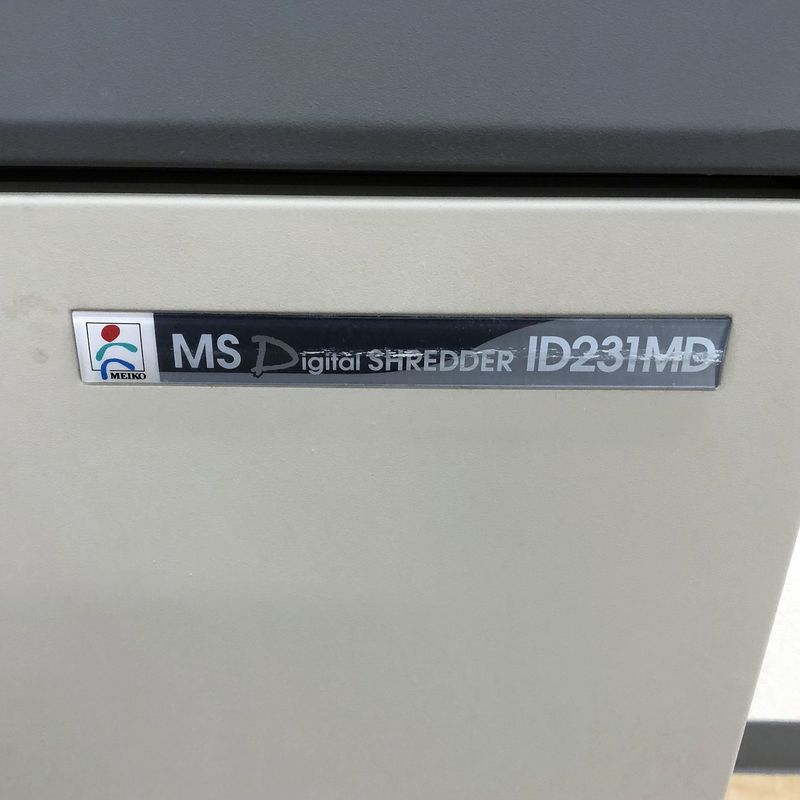 MEIKO
MS Digital SHREDDER ID231MD